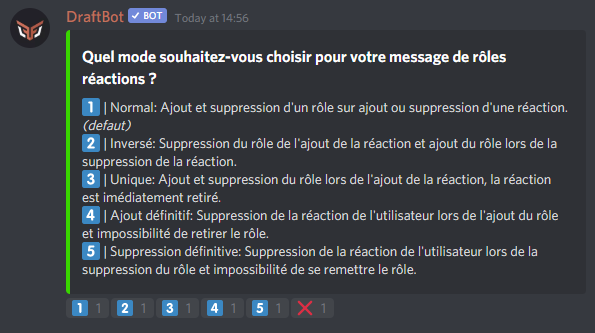 DraftBot ✓ BOT Today at 14:56
Quel mode souhaitez-vous choisir pour votre message de rôles
réactions ?
1 | Normal: Ajout et suppression d'un rôle sur ajout ou suppression d'une réaction.
(defaut)
2 | Inversé: Suppression du rôle de l'ajout de la réaction et ajout du rôle lors de la
suppression de la réaction.
3 | Unique: Ajout et suppression du rôle lors de l'ajout de la réaction, la réaction
est imédiatement retiré.
4 | Ajout définitif: Suppression de la réaction de l'utilisateur lors de l'ajout du rôle
et impossibilité de retirer le rôle.
5 | Suppression définitive: Suppression de la réaction de l'utilisateur lors de la
suppression du rôle et impossibilité de se remettre le rôle.
1 1 2 1 3 1 4 1 5 1 ❌ 1